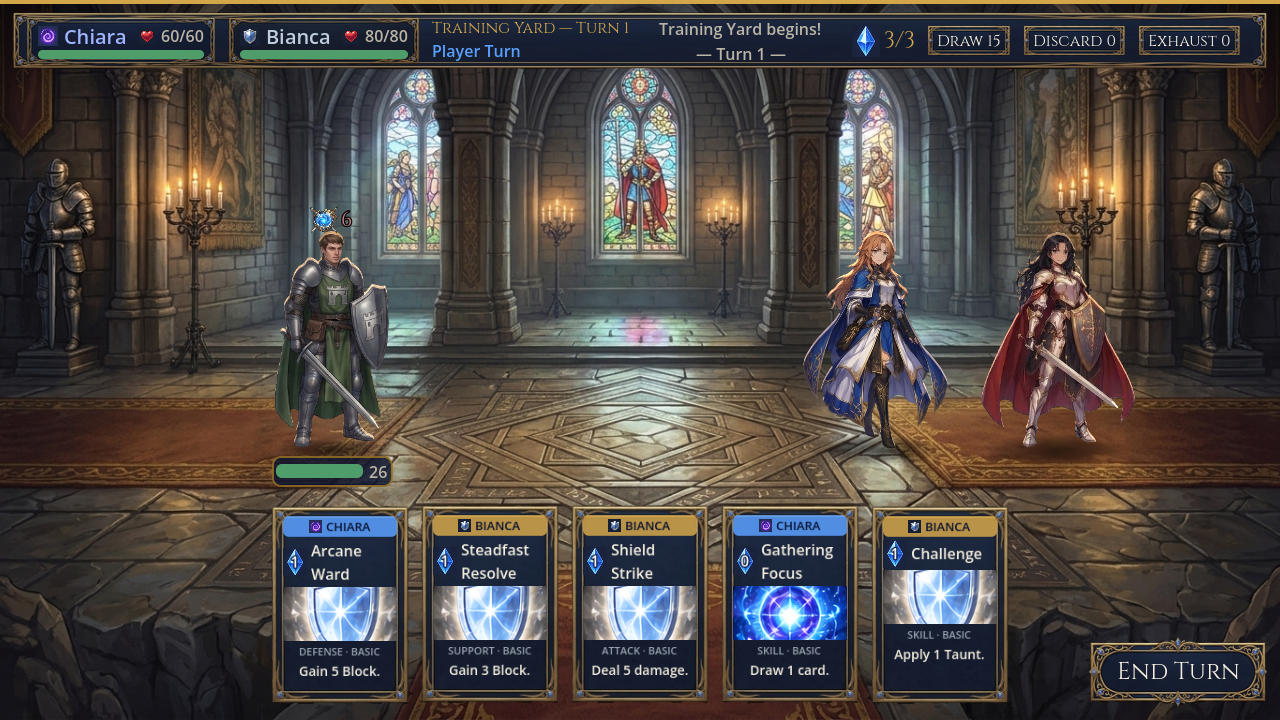 Chiara 60/60
Bianca 80/80
Training Yard — Turn 1
Player Turn
Training Yard begins!
— Turn 1 —
3/3
Draw 15
Discard 0
Exhaust 0
6
26
CHIARA
1
Arcane
Ward
DEFENSE · BASIC
Gain 5 Block.
BIANCA
1
Steadfast
Resolve
SUPPORT · BASIC
Gain 3 Block.
BIANCA
1
Shield
Strike
ATTACK · BASIC
Deal 5 damage.
CHIARA
0
Gathering
Focus
SKILL · BASIC
Draw 1 card.
BIANCA
1
Challenge
SKILL · BASIC
Apply 1 Taunt.
End Turn